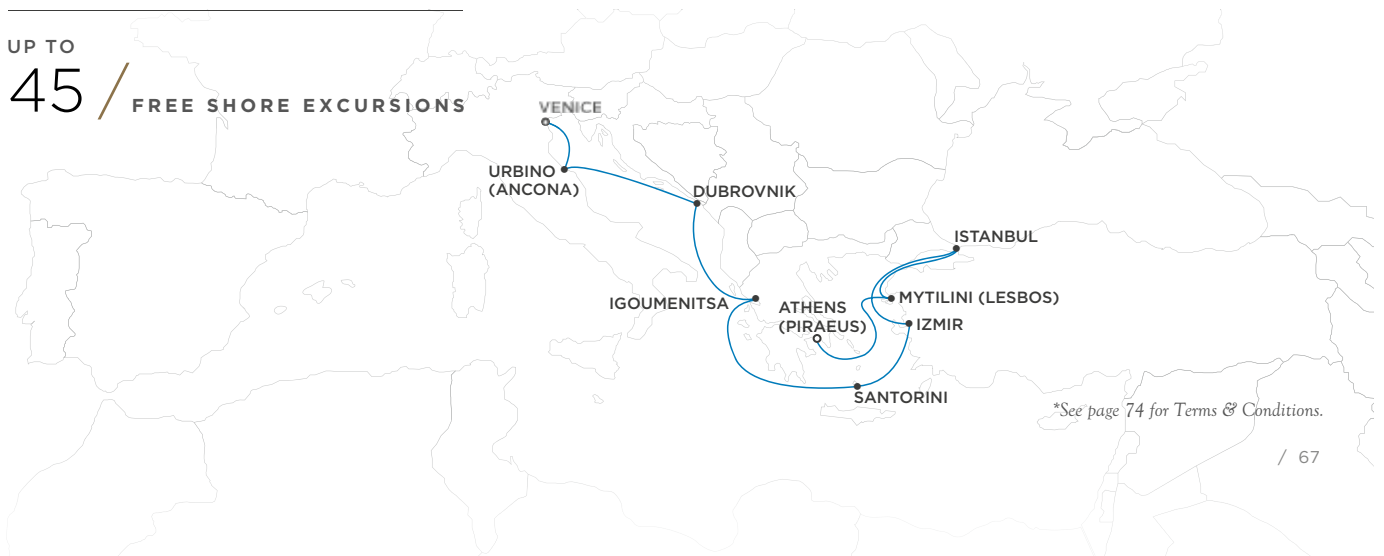 UP TO
45 / FREE SHORE EXCURSIONS
VENICE
URBINO
(ANCONA)
DUBROVNIK
ISTANBUL
IGOUMENITSA
ATHENS
(PIRAEUS)
MYTILINI (LESBOS)
IZMIR
SANTORINI
*See page 74 for Terms & Conditions.
/ 67